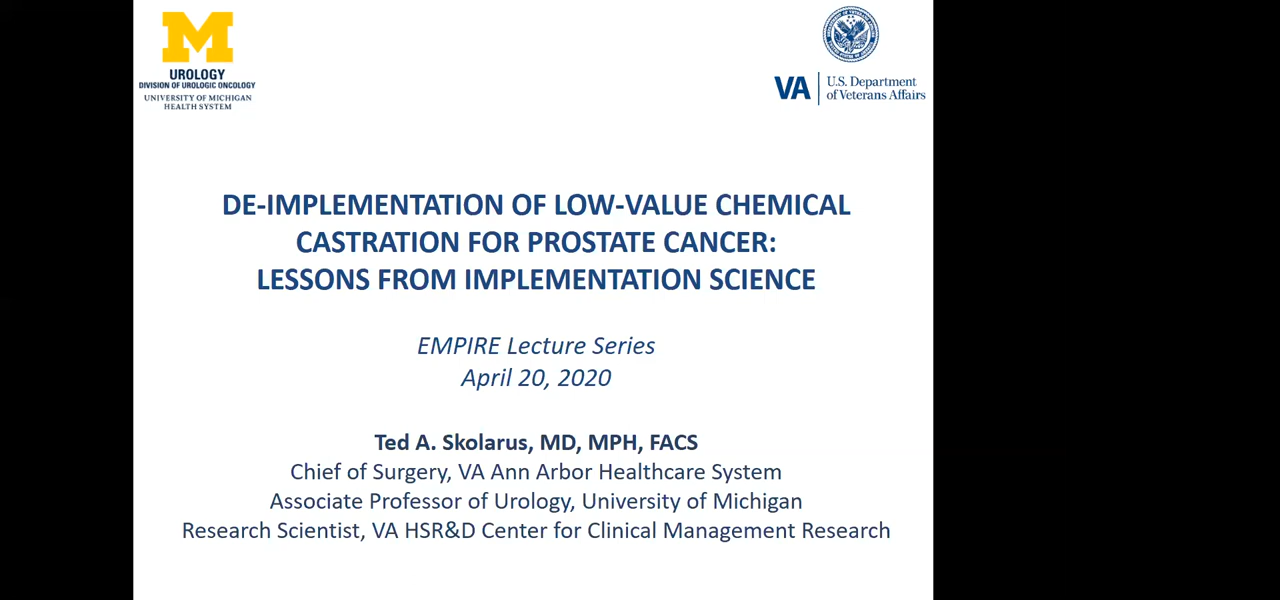 M
UROLOGY
DIVISION OF UROLOGIC ONCOLOGY
UNIVERSITY OF MICHIGAN
HEALTH SYSTEM
VA
U.S. Department
of Veterans Affairs
DE-IMPLEMENTATION OF LOW-VALUE CHEMICAL
CASTRATION FOR PROSTATE CANCER:
LESSONS FROM IMPLEMENTATION SCIENCE
EMPIRE Lecture Series
April 20, 2020
Ted A. Skolarus, MD, MPH, FACS
Chief of Surgery, VA Ann Arbor Healthcare System
Associate Professor of Urology, University of Michigan
Research Scientist, VA HSR&D Center for Clinical Management Research